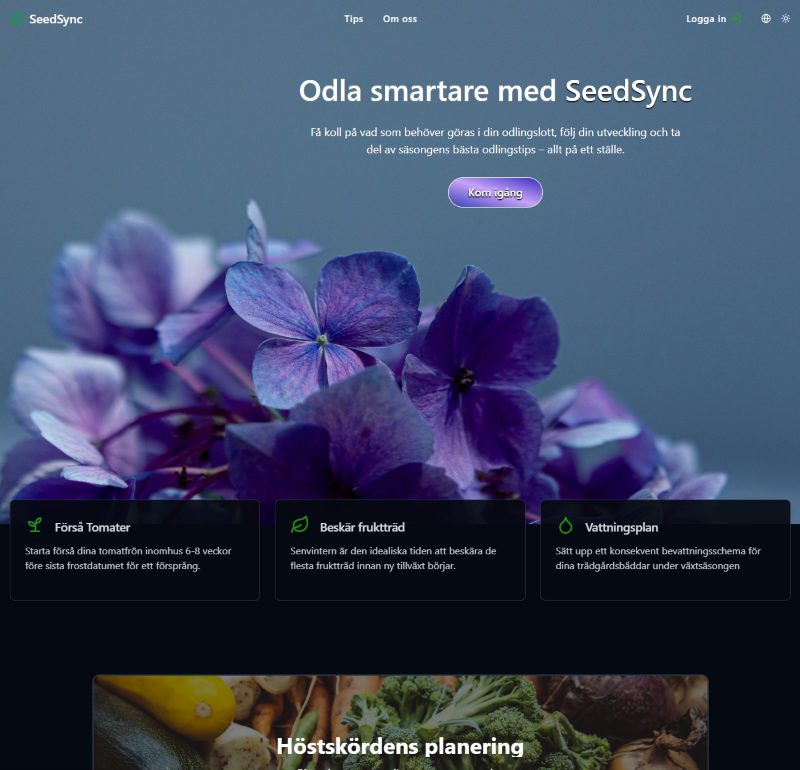 SeedSync
Tips
Om oss
Logga in
Odla smartare med SeedSync
Få koll på vad som behöver göras i din odlingslott, följ din utveckling och ta
del av säsongens bästa odlingstips – allt på ett ställe.
Kom igång
Förså Tomater
Starta förså dina tomatfrön inomhus 6-8 veckor
före sista frostdatumet för ett försprång.
Beskär fruktträd
Senvintern är den idealiska tiden att beskära de
flesta fruktträd innan ny tillväxt börjar.
Vattningsplan
Sätt upp ett konsekvent bevattningsschema för
dina trädgårdsbäddar under växtsäsongen
Höstskördens planering